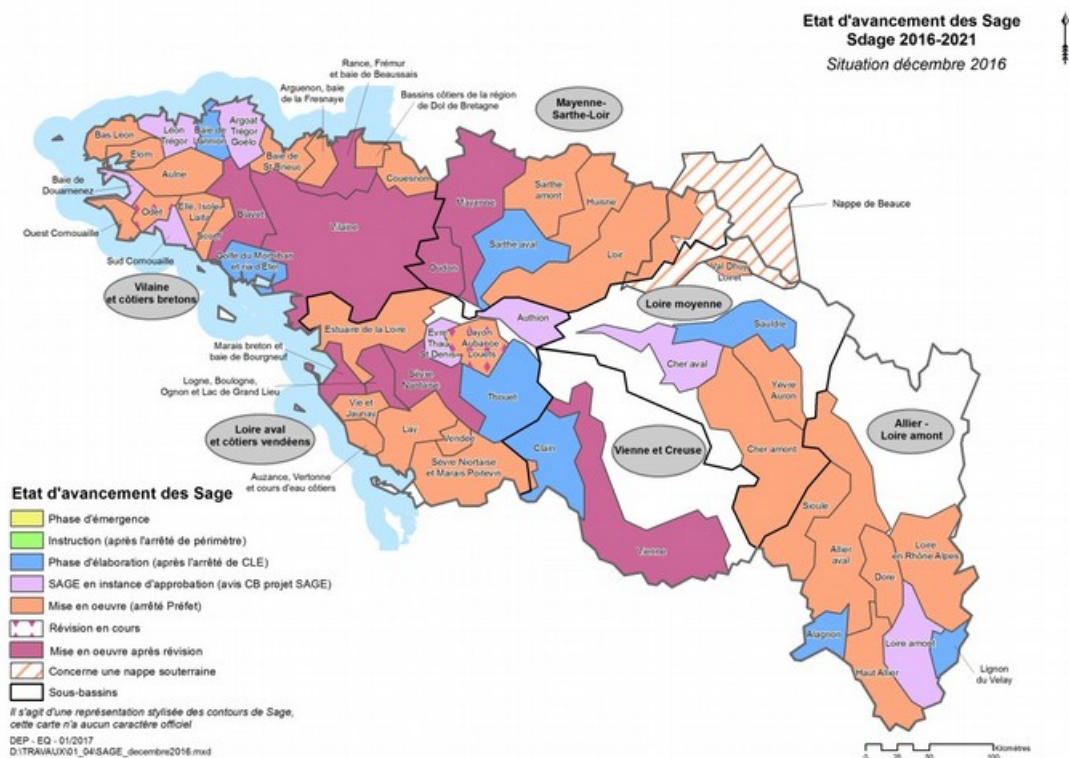 Etat d'avancement des Sage
Sdage 2016-2021
Situation décembre 2016
Rance, Frémur
et baie de Beaussais
Arguenon, baie
de la Fresnaye
Bassins côtiers de la région
de Dol de Bretagne
Mayenne-
Sarthe-Loir
Bas Léon
Léon
Trégor
Baie de
Lannion
Argoat
Trégor
Goëlo
Elorn
Baie de
St Brieuc
Couesnon
Mayenne
Sarthe
amont
Huisne
Baie de
Douarnenez
Aulne
Nappe de Beauce
Odet
Ellé, Isole
Laïta
Scorff
Blavet
Vilaine
Sarthe aval
Loir
Ouest Cornouaille
Sud Cornouaille
Golfe du Morbihan
et ria d'Etel
Oudon
Val Dhuy
Loiret
Vilaine
et côtiers bretons
Loire moyenne
Estuaire de la Loire
Authion
Sauldre
Marais breton et
baie de Bourgneuf
Evre
Thau
St Denis
Layon
Aubance
Louets
Cher aval
Logne, Boulogne,
Ognon et Lac de Grand Lieu
Sèvre
Nantaise
Thouet
Yèvre
Auron
Vie et
Jaunay
Loire aval
et côtiers vendéens
Lay
Vendée
Clain
Vienne et Creuse
Cher amont
Allier -
Loire amont
Auzance, Vertonne
et cours d'eau côtiers
Sèvre Niortaise
et Marais Poitevin
Sioule
Vienne
Allier
aval
Loire
en Rhône Alpes
Dore
Alagnon
Loire amont
Haut Allier
Lignon
du Velay
Etat d'avancement des Sage
Phase d'émergence
Instruction (après l'arrêté de périmètre)
Phase d'élaboration (après l'arrêté de CLE)
SAGE en instance d'approbation (avis CB projet SAGE)
Mise en oeuvre (arrêté Préfet)
Révision en cours
Mise en oeuvre après révision
Concerne une nappe souterraine
Sous-bassins
Il s'agit d'une représentation stylisée des contours de Sage,
cette carte n'a aucun caractère officiel
DEP - EQ - 01/2017
D:\TRAVAUX\01_04\SAGE_decembre2016.mxd
Kilomètres
0 25 50 100